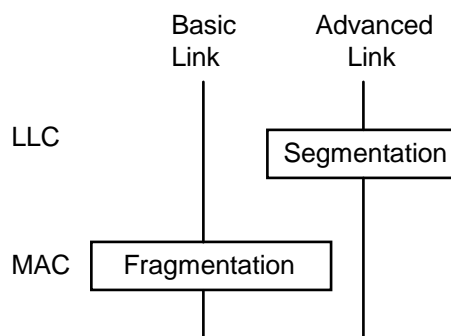 Basic
Link
Advanced
Link
LLC
Segmentation
MAC
Fragmentation